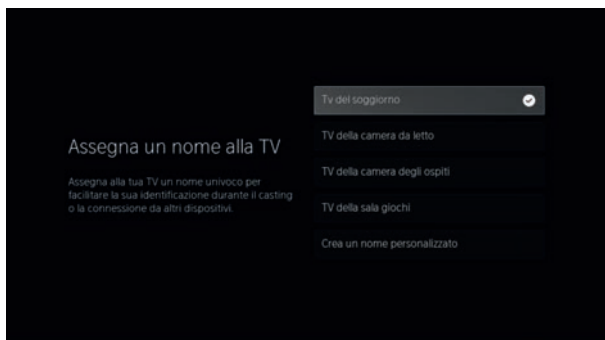 Assegna un nome alla TV
Assegna alla tua TV un nome univoco per
facilitare la sua identificazione durante il casting
o la connessione da altri dispositivi.
Tv del soggiorno
TV della camera da letto
TV della camera degli ospiti
TV della sala giochi
Crea un nome personalizzato